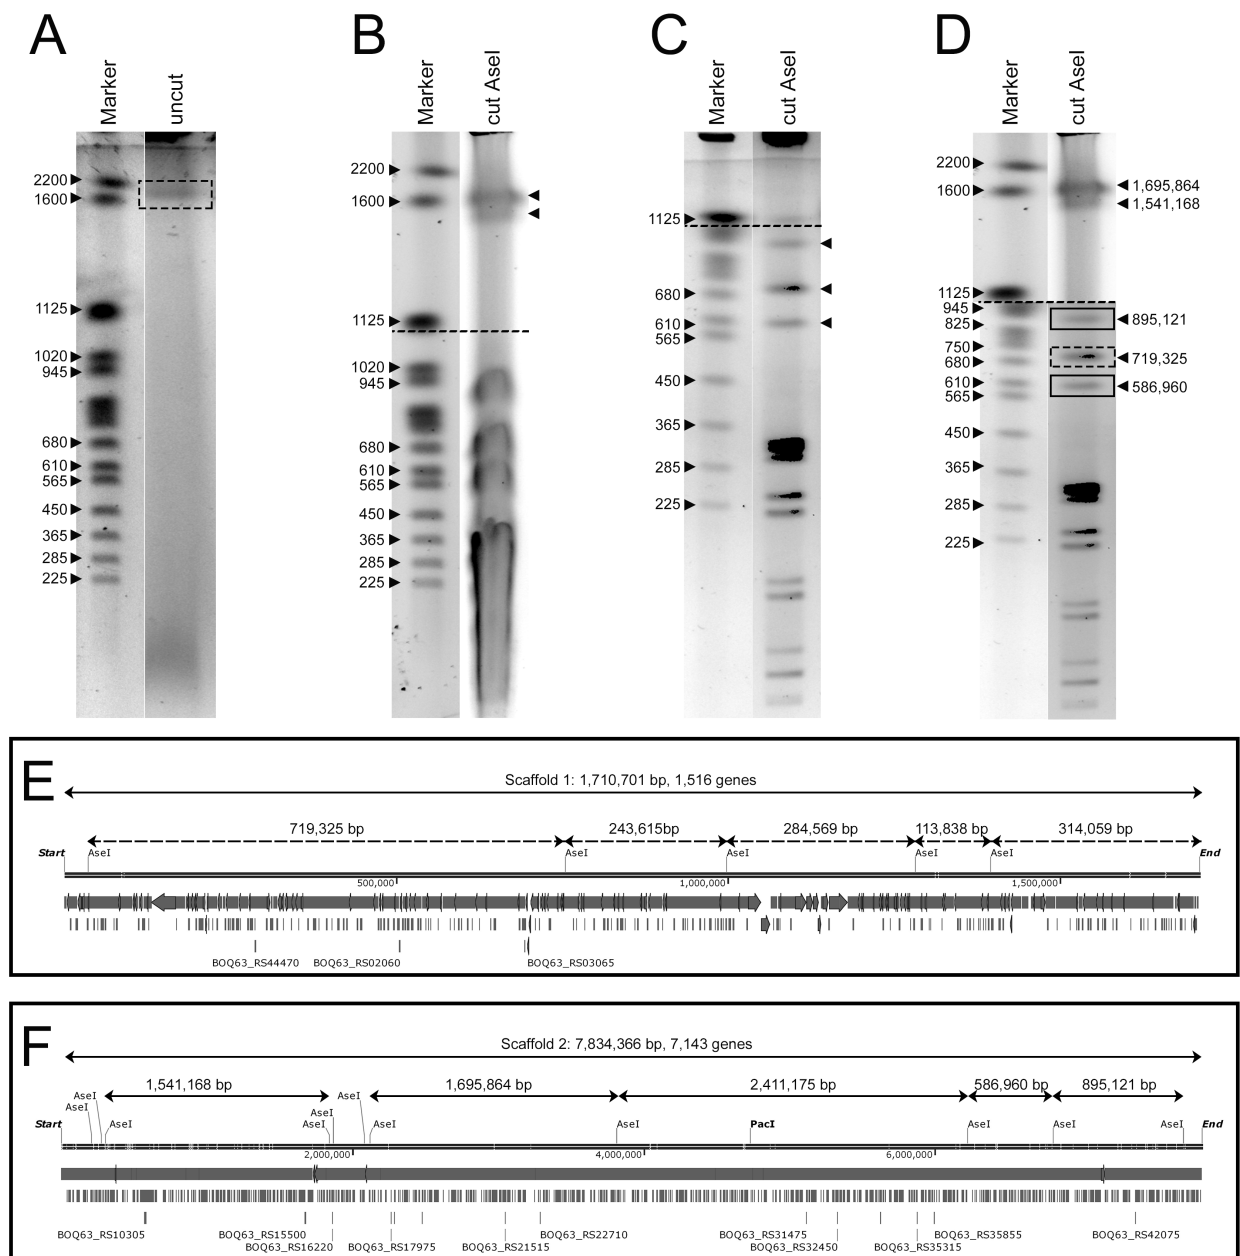 A
B
C
D
Marker
uncut
Marker
cut AseI
Marker
cut AseI
Marker
cut AseI
2200
1600
1125
1020
945
680
610
565
450
365
285
225
2200
1600
1125
1020
945
680
610
565
450
365
285
225
1125
680
610
565
450
365
285
225
2200
1600
1125
945
825
750
680
610
565
450
365
285
225
1,695,864
1,541,168
895,121
719,325
586,960
E
Scaffold 1: 1,710,701 bp, 1,516 genes
719,325 bp 243,615bp 284,569 bp 113,838 bp 314,059 bp
Start AseI AseI AseI AseI AseI End
500,000 1,000,000 1,500,000
BOQ63_RS44470 BOQ63_RS02060 BOQ63_RS03065
F
Scaffold 2: 7,834,366 bp, 7,143 genes
1,541,168 bp 1,695,864 bp 2,411,175 bp 586,960 bp 895,121 bp
AseI AseI
AseI
AseI
Start AseI AseI AseI AseI PacI AseI AseI AseI End
2,000,000 4,000,000 6,000,000
BOQ63_RS10305 BOQ63_RS15500 BOQ63_RS22710 BOQ63_RS31475 BOQ63_RS35855 BOQ63_RS42075
BOQ63_RS16220 BOQ63_RS17975 BOQ63_RS21515 BOQ63_RS32450 BOQ63_RS35315